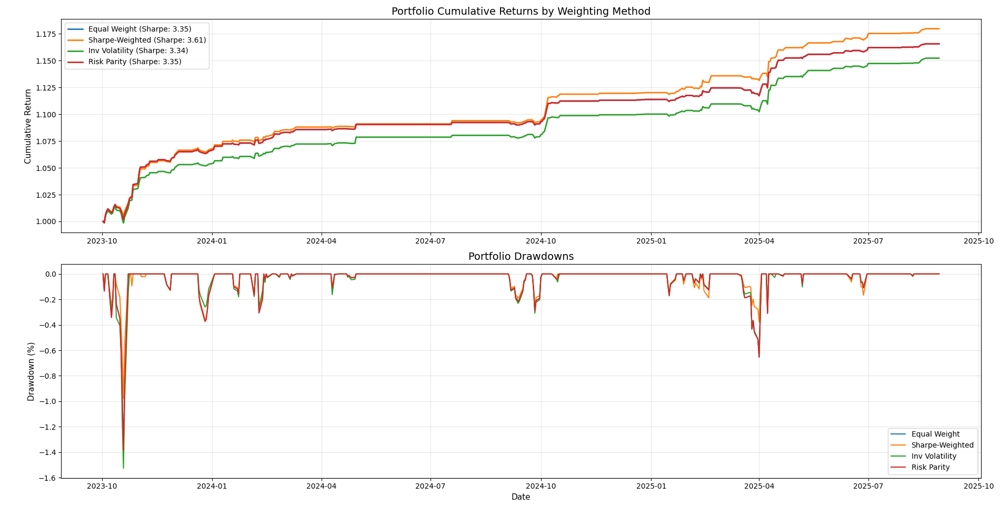 Portfolio Cumulative Returns by Weighting Method
Cumulative Return
1.175
1.150
1.125
1.100
1.075
1.050
1.025
1.000
Equal Weight (Sharpe: 3.35)
Sharpe-Weighted (Sharpe: 3.61)
Inv Volatility (Sharpe: 3.34)
Risk Parity (Sharpe: 3.35)
2023-10 2024-01 2024-04 2024-07 2024-10 2025-01 2025-04 2025-07 2025-10
Portfolio Drawdowns
Drawdown (%)
0.0
−0.2
−0.4
−0.6
−0.8
−1.0
−1.2
−1.4
−1.6
Equal Weight
Sharpe-Weighted
Inv Volatility
Risk Parity
2023-10 2024-01 2024-04 2024-07 2024-10 2025-01 2025-04 2025-07 2025-10
Date